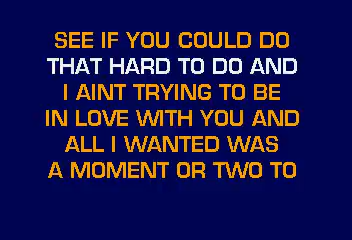 SEE IF YOU COULD DO
THAT HARD TO DO AND
I AINT TRYING TO BE
IN LOVE WITH YOU AND
ALL I WANTED WAS
A MOMENT OR TWO TO